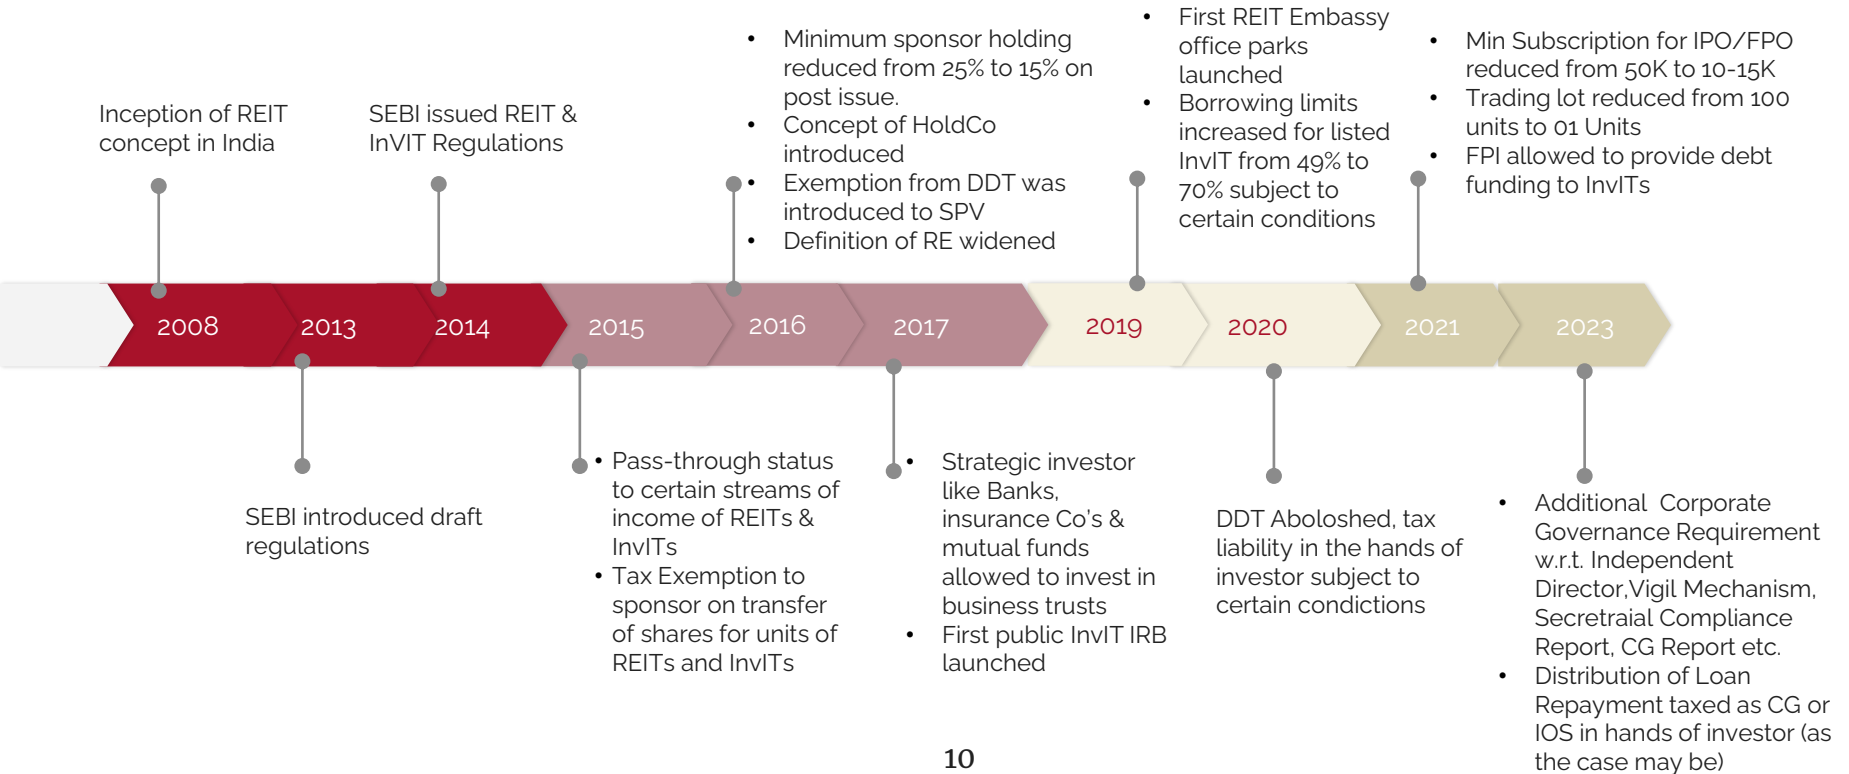 Inception of REIT
concept in India
SEBI issued REIT &
InVIT Regulations
• Minimum sponsor holding
reduced from 25% to 15% on
post issue.
• Concept of HoldCo
introduced
• Exemption from DDT was
introduced to SPV
• Definition of RE widened
• First REIT Embassy
office parks
launched
• Borrowing limits
increased for listed
InvIT from 49% to
70% subject to
certain conditions
• Min Subscription for IPO/FPO
reduced from 50K to 10-15K
• Trading lot reduced from 100
units to 01 Units
• FPI allowed to provide debt
funding to InvITs
2008
2013
2014
2015
2016
2017
2019
2020
2021
2023
SEBI introduced draft
regulations
• Pass-through status
to certain streams of
income of REITs &
InvITs
• Tax Exemption to
sponsor on transfer
of shares for units of
REITs and InvITs
• Strategic investor
like Banks,
insurance Co's &
mutual funds
allowed to invest in
business trusts
• First public InvIT IRB
launched
DDT Aboloshed, tax
liability in the hands of
investor subject to
certain condictions
• Additional Corporate
Governance Requirement
w.r.t. Independent
Director,Vigil Mechanism,
Secretraial Compliance
Report, CG Report etc.
• Distribution of Loan
Repayment taxed as CG or
IOS in hands of investor (as
the case may be)
10